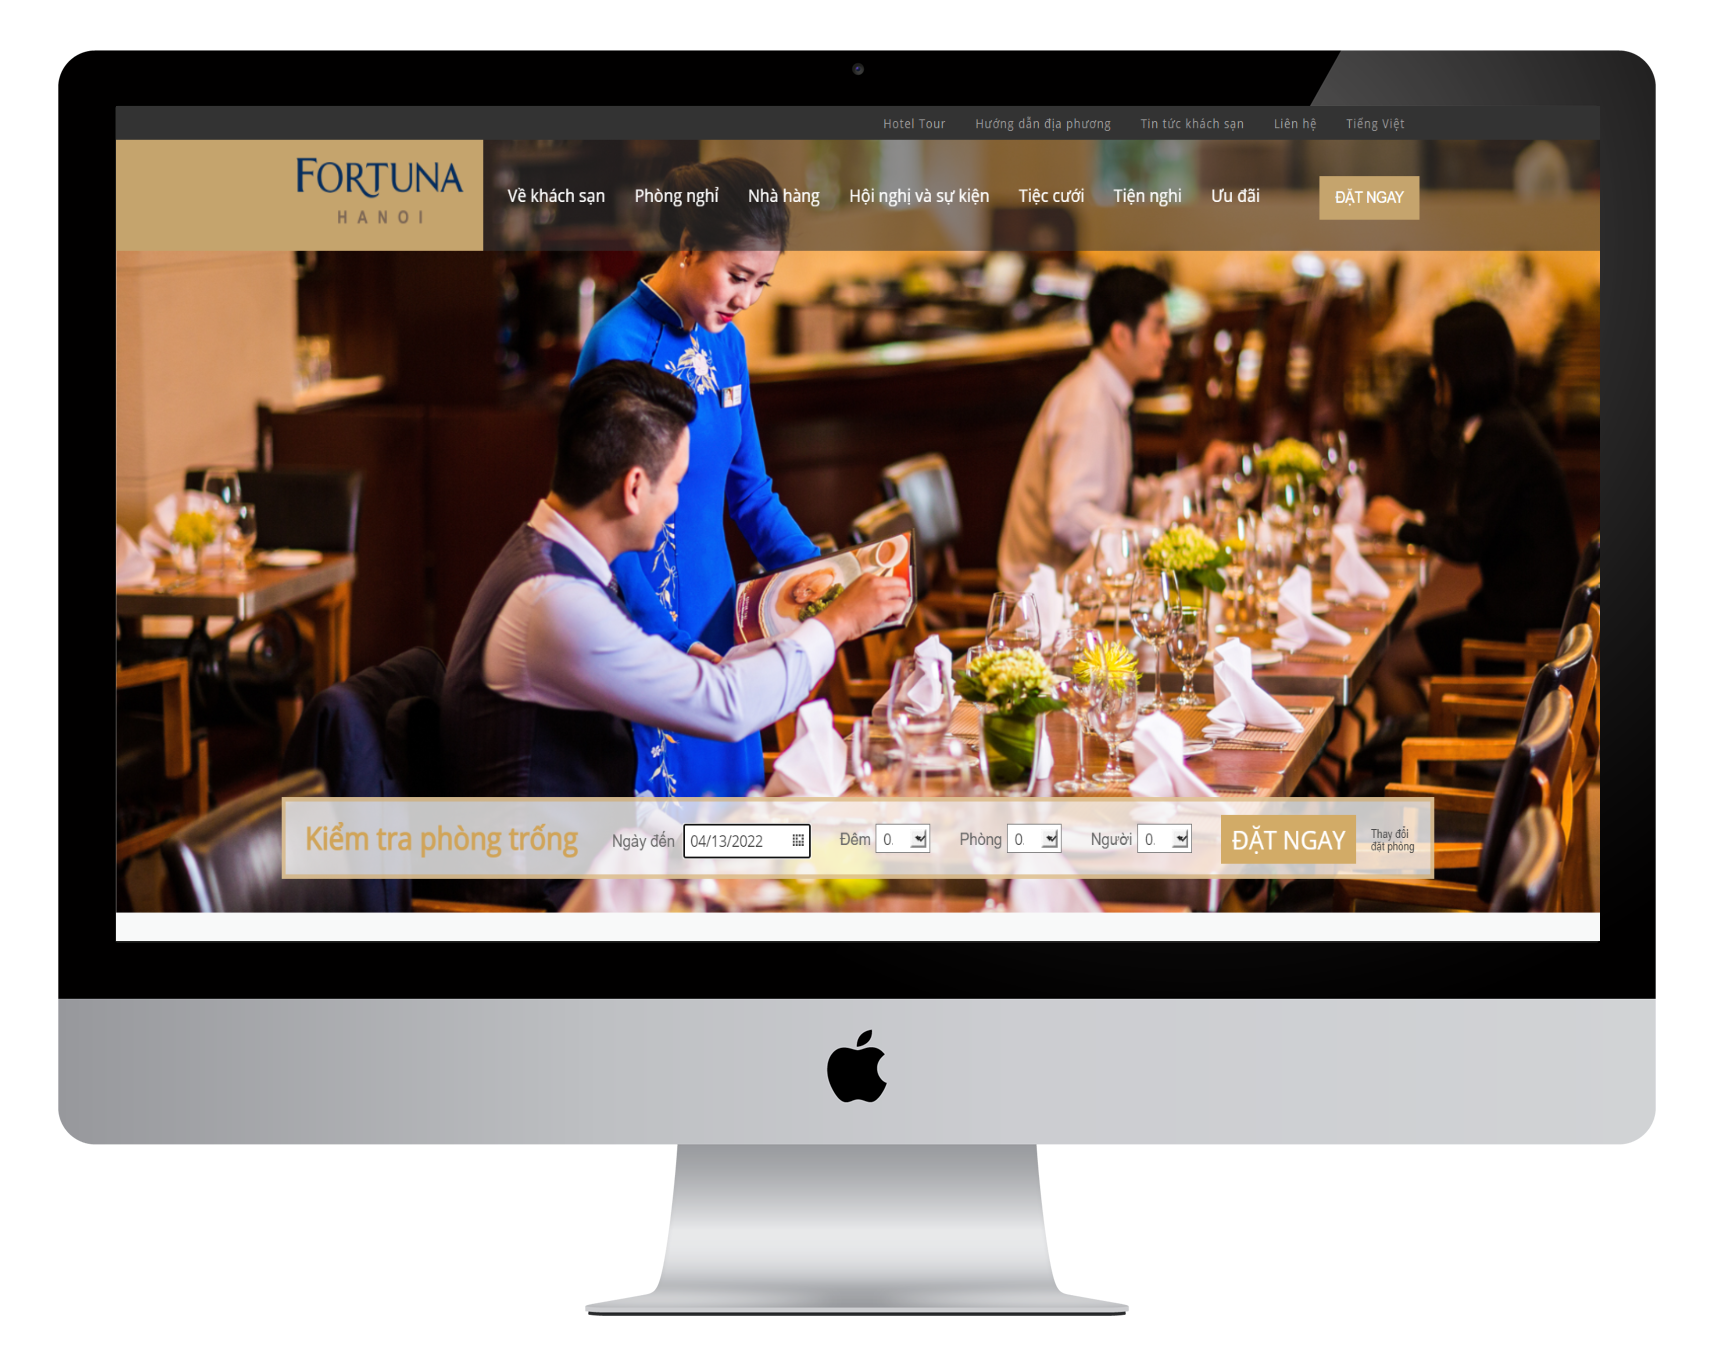 Hotel Tour Hướng dẫn địa phương Tin tức khách sạn Liên hệ Tiếng Việt
FORTUNA
HANOI
Về khách sạn Phòng nghỉ Nhà hàng Hội nghị và sự kiện Tiệc cưới Tiện nghi Ưu đãi ĐẶT NGAY
Kiểm tra phòng trống Ngày đến 04/13/2022 Đêm 0. Phòng 0. Người 0. ĐẶT NGAY Thay đổi
đặt phòng